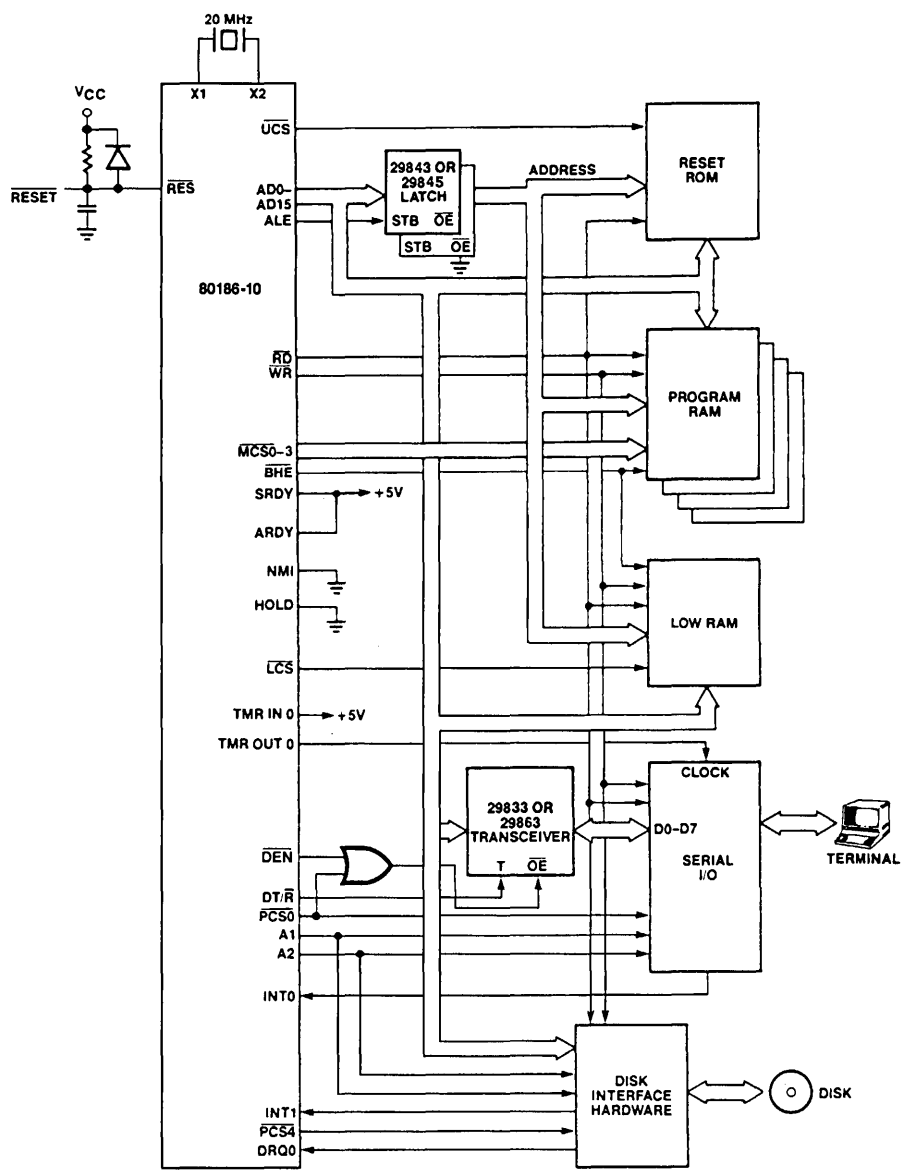 20 MHz
X1 X2
VCC
RESET
RES
UCS
AD0-
AD15
ALE
80186-10
RD
WR
MCS0-3
BHE
SRDY
+5V
ARDY
NMI
HOLD
LCS
TMR IN 0
+5V
TMR OUT 0
DEN
DT/R
PCS0
A1
A2
INT0
INT1
PCS4
DRQ0
29843 OR
29845
LATCH
STB OE
STB OE
ADDRESS
RESET
ROM
PROGRAM
RAM
LOW RAM
29833 OR
29863
TRANSCEIVER
T OE
CLOCK
D0-D7
SERIAL
I/O
TERMINAL
DISK
INTERFACE
HARDWARE
DISK